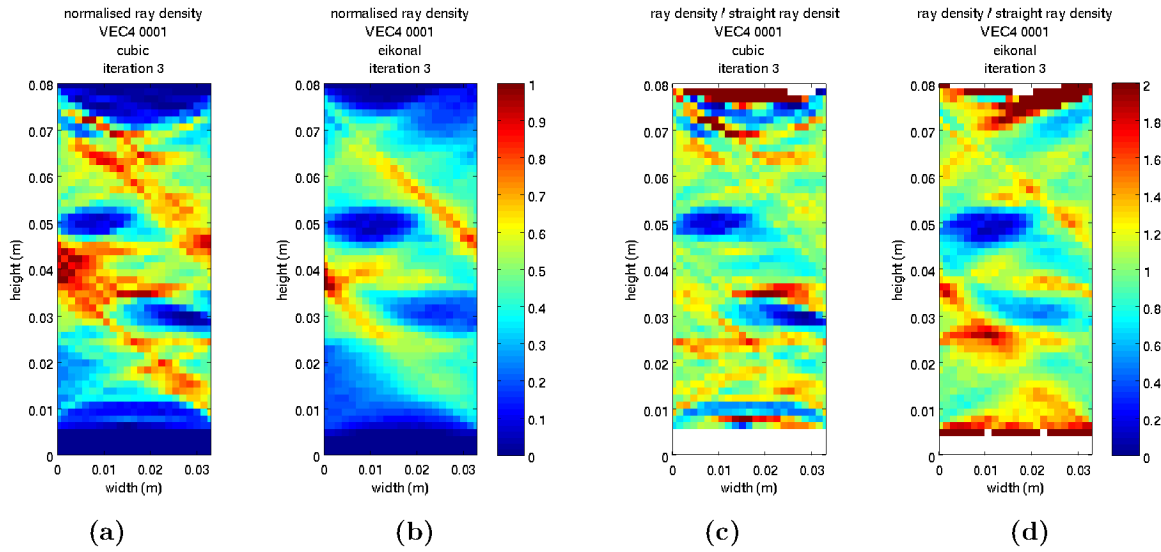 normalised ray density
VEC4 0001
cubic
iteration 3
0.08
0.07
0.06
0.05
0.04
0.03
0.02
0.01
0
height (m)
0 0.01 0.02 0.03
width (m)
(a)
normalised ray density
VEC4 0001
eikonal
iteration 3
0.08
0.07
0.06
0.05
0.04
0.03
0.02
0.01
0
height (m)
0 0.01 0.02 0.03
width (m)
1
0.9
0.8
0.7
0.6
0.5
0.4
0.3
0.2
0.1
0
(b)
ray density / straight ray densit
VEC4 0001
cubic
iteration 3
0.08
0.07
0.06
0.05
0.04
0.03
0.02
0.01
0
height (m)
0 0.01 0.02 0.03
width (m)
(c)
ray density / straight ray density
VEC4 0001
eikonal
iteration 3
0.08
0.07
0.06
0.05
0.04
0.03
0.02
0.01
0
height (m)
0 0.01 0.02 0.03
width (m)
2
1.8
1.6
1.4
1.2
1
0.8
0.6
0.4
0.2
0
(d)